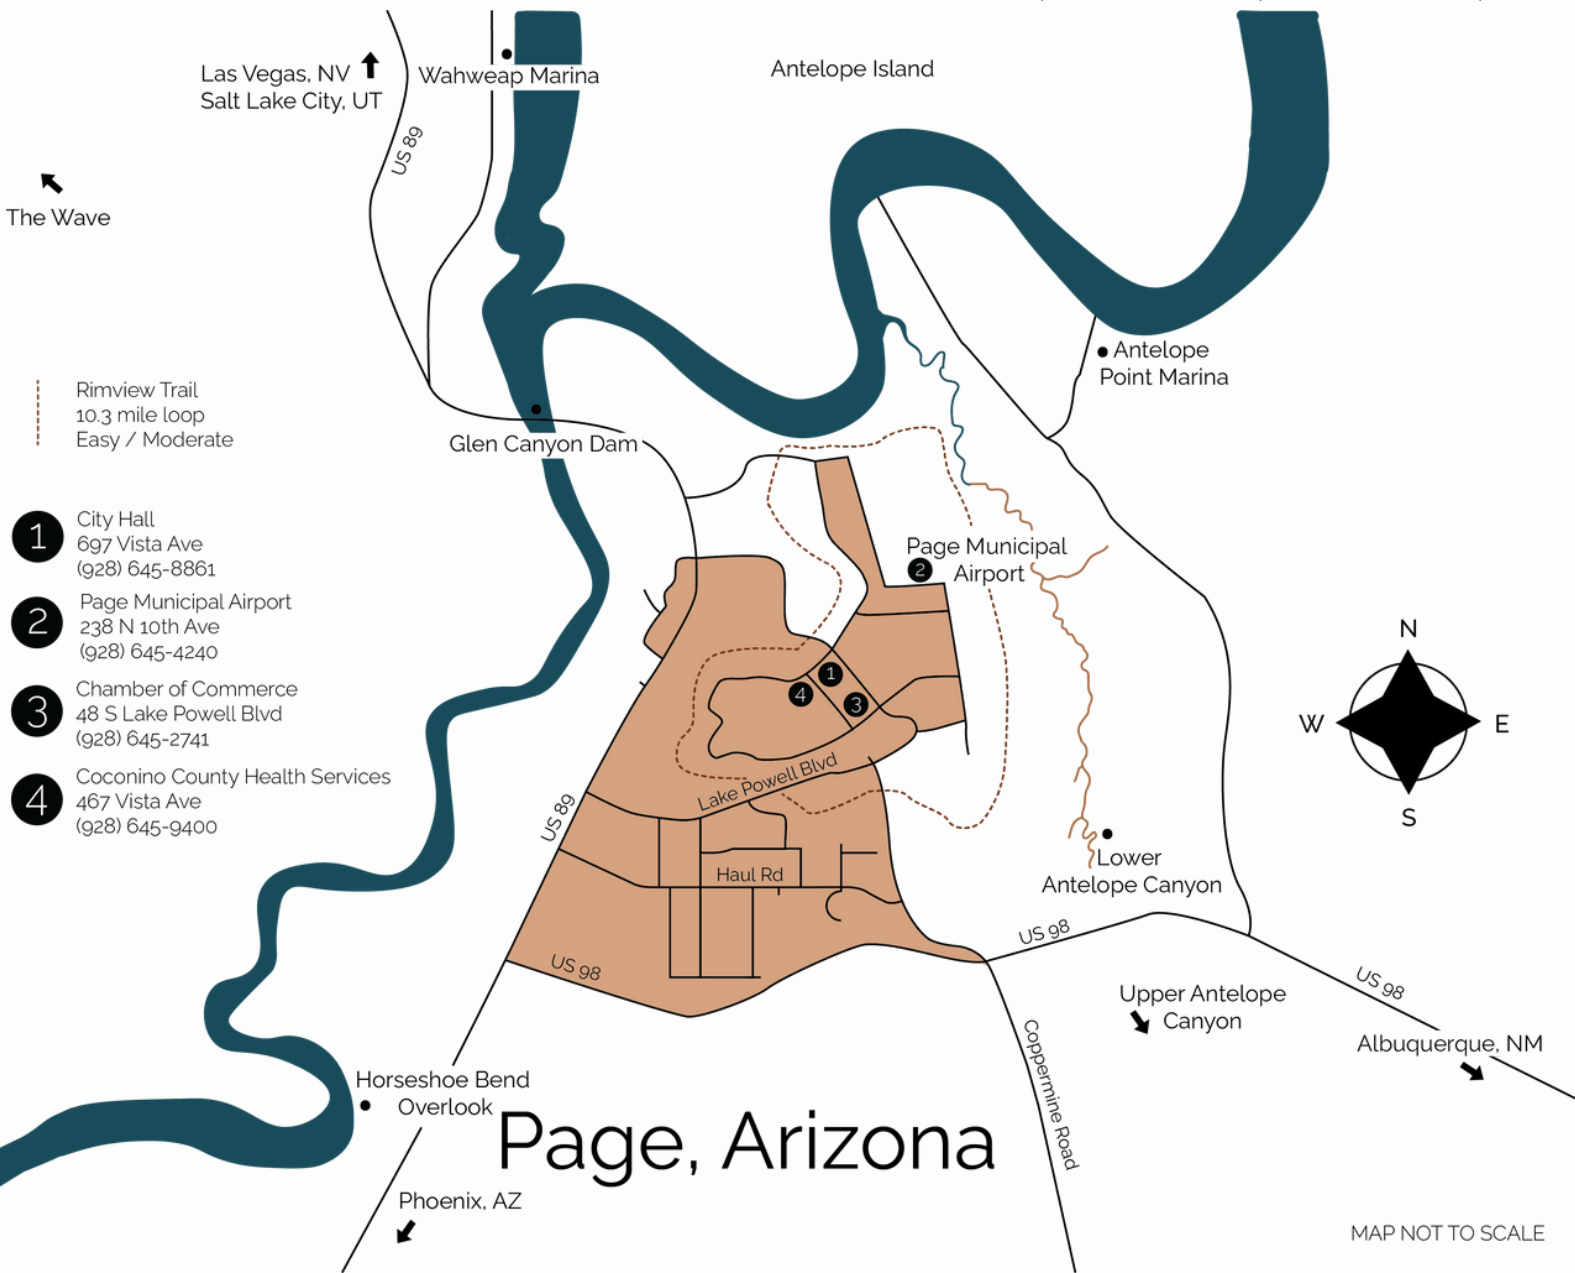 Las Vegas, NV
Salt Lake City, UT
Wahweap Marina
Antelope Island
US 89
The Wave
Antelope
Point Marina
Rimview Trail
10.3 mile loop
Easy / Moderate
Glen Canyon Dam
1
City Hall
697 Vista Ave
(928) 645-8861
2
Page Municipal Airport
238 N 10th Ave
(928) 645-4240
3
Chamber of Commerce
48 S Lake Powell Blvd
(928) 645-2741
4
Coconino County Health Services
467 Vista Ave
(928) 645-9400
Page Municipal
Airport
2
1
4
3
N
W
E
S
Lake Powell Blvd
US 89
Haul Rd
Lower
Antelope Canyon
US 98
US 98
US 98
Upper Antelope
Canyon
Albuquerque, NM
Coppermine Road
Horseshoe Bend
Overlook
Page, Arizona
Phoenix, AZ
MAP NOT TO SCALE